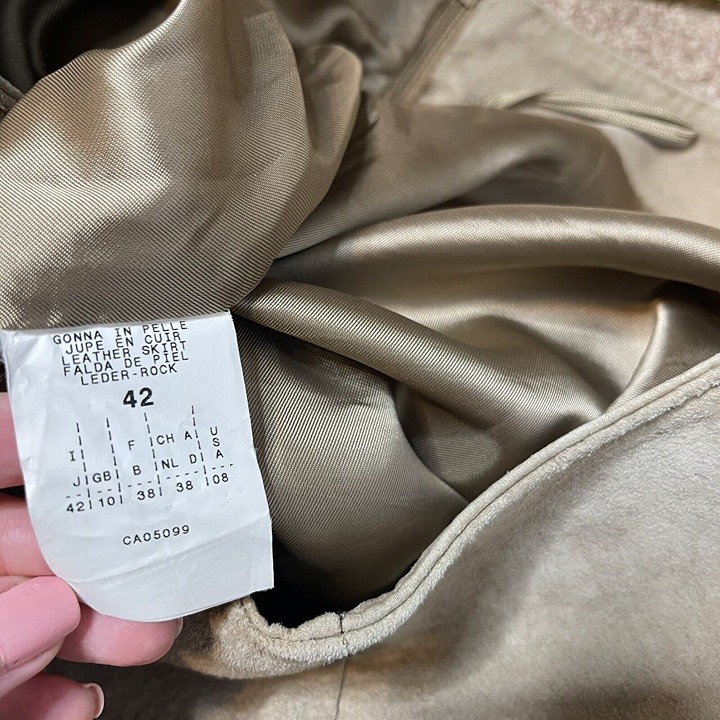 GONNA IN PELLE
JUPE EN CUIR
LEATHER SKIRT
FALDA DE PIEL
LEDER-ROCK
42
I | | F | CH A | U
S
J | GB | B | NL D | A
42 | 10 | 38 | 38 | 08
CA05099